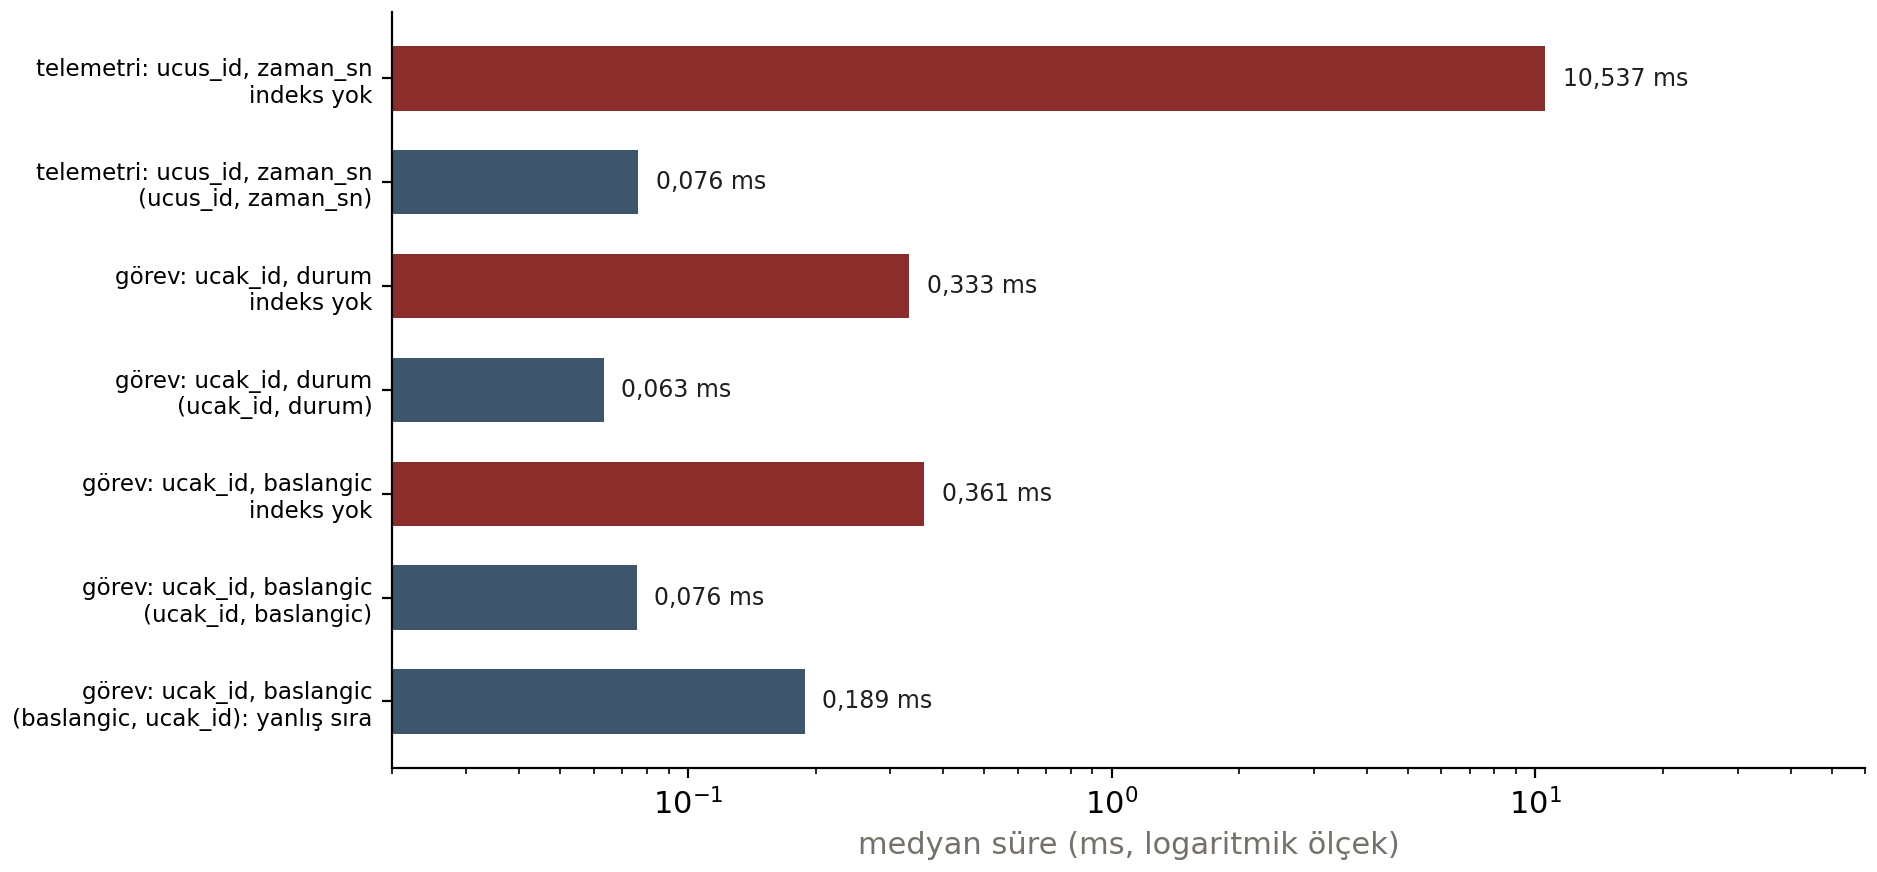 telemetri: ucus_id, zaman_sn
indeks yok
10,537 ms
telemetri: ucus_id, zaman_sn
(ucus_id, zaman_sn)
0,076 ms
görev: ucak_id, durum
indeks yok
0,333 ms
görev: ucak_id, durum
(ucak_id, durum)
0,063 ms
görev: ucak_id, baslangic
indeks yok
0,361 ms
görev: ucak_id, baslangic
(ucak_id, baslangic)
0,076 ms
görev: ucak_id, baslangic
(baslangic, ucak_id): yanlış sıra
0,189 ms
10⁻¹ 10⁰ 10¹
medyan süre (ms, logaritmik ölçek)